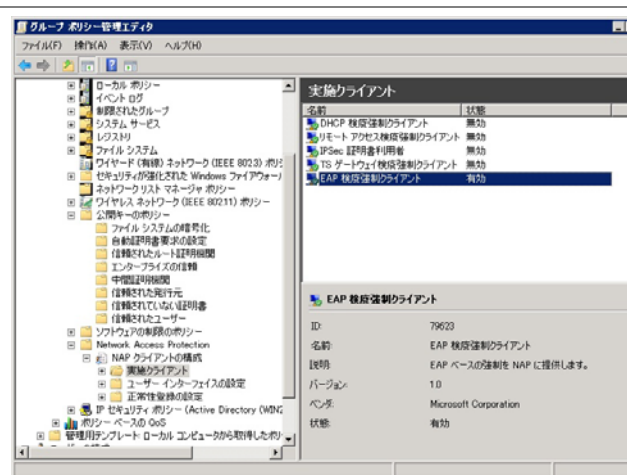 グループ ポリシー管理エディタ
ファイル(F) 操作(A) 表示(V) ヘルプ(H)
ローカル ポリシー
イベント ログ
制限されたグループ
システム サービス
レジストリ
ファイル システム
ワイヤード (有線) ネットワーク (IEEE 802.3) ポリシ
セキュリティが強化された Windows ファイアウォー
ネットワーク リスト マネージャ ポリシー
ワイヤレス ネットワーク (IEEE 802.11) ポリシー
公開キーのポリシー
ファイル システムの暗号化
自動証明書要求の設定
信頼されたルート証明機関
エンタープライズの信頼
中間証明機関
信頼された発行元
信頼されていない証明書
信頼されたユーザー
ソフトウェアの制限のポリシー
Network Access Protection
NAP クライアントの構成
実施クライアント
ユーザー インターフェイスの設定
正常性登録の設定
IP セキュリティ ポリシー (Active Directory (WIN2
ポリシー ベースの QoS
管理用テンプレート ローカル コンピュータから取得したポリ
実施クライアント
名前 状態
DHCP 検疫強制クライアント 無効
リモート アクセス検疫強制クライアント 無効
IPSec 証明書利用者 無効
TS ゲートウェイ検疫強制クライアント 無効
EAP 検疫強制クライアント 有効
EAP 検疫強制クライアント
ID: 79623
名前: EAP 検疫強制クライアント
説明: EAP ベースの強制を NAP に提供します。
バージョン: 1.0
ベンダ: Microsoft Corporation
状態: 有効